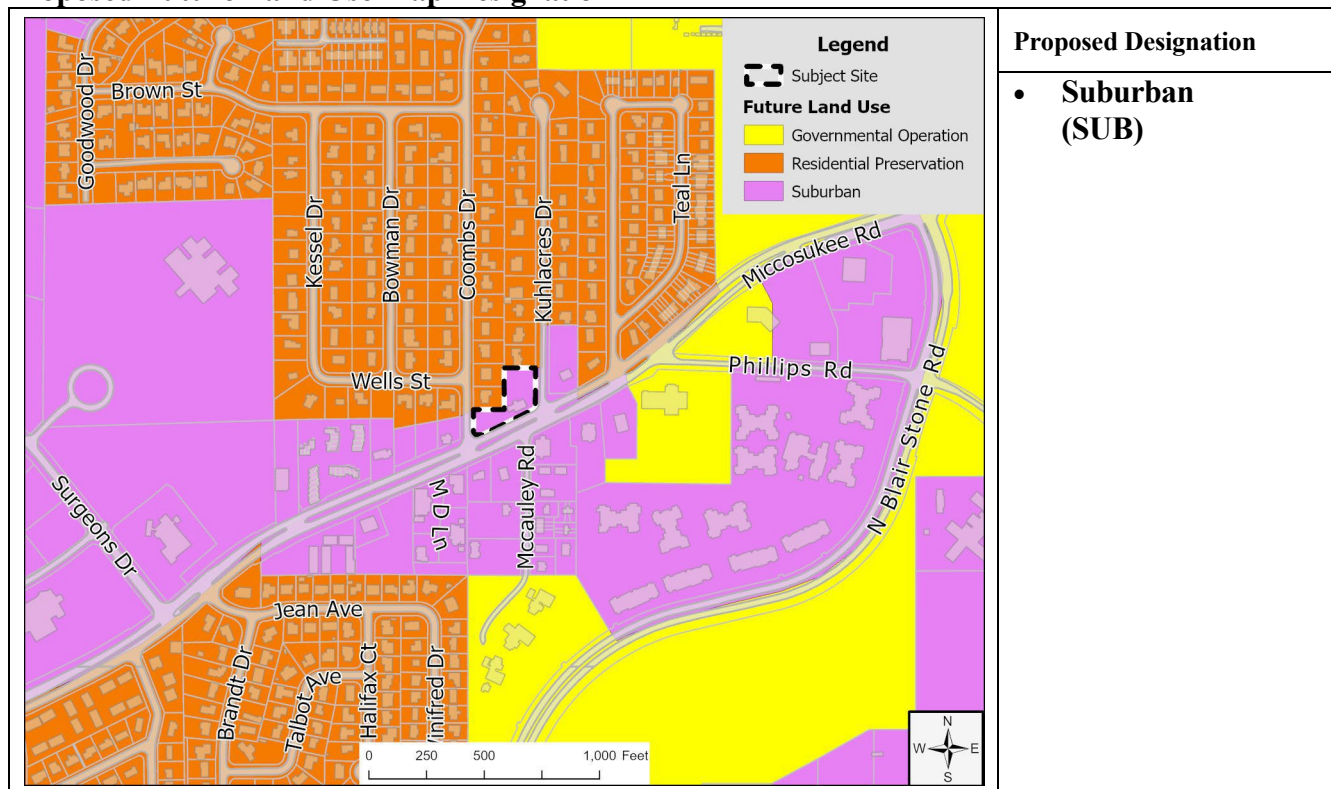 Legend
Subject Site
Future Land Use
Governmental Operation
Residential Preservation
Suburban
Proposed Designation
• Suburban
(SUB)
Goodwood Dr
Brown St
Kessel Dr
Bowman Dr
Coombs Dr
Kuhlacres Dr
Teal Ln
Miccosukee Rd
Wells St
Phillips Rd
N Blair Stone Rd
Surgeons Dr
M D Ln
Mccauley Rd
Jean Ave
Brandt Dr
Talbot Ave
Halifax Ct
0 250 500 1,000 Feet
N
W E
S